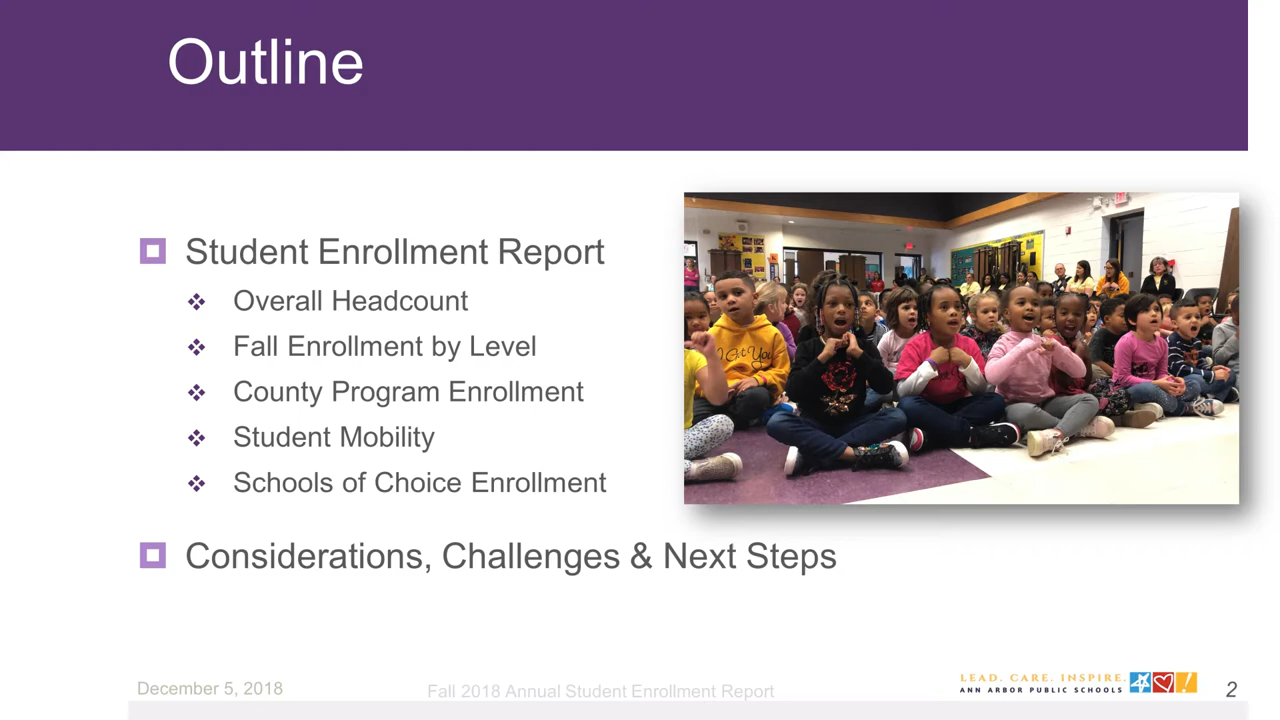 Outline
Student Enrollment Report
Overall Headcount
Fall Enrollment by Level
County Program Enrollment
Student Mobility
Schools of Choice Enrollment
Considerations, Challenges & Next Steps
December 5, 2018
Fall 2018 Annual Student Enrollment Report
LEAD. CARE. INSPIRE.
ANN ARBOR PUBLIC SCHOOLS
2